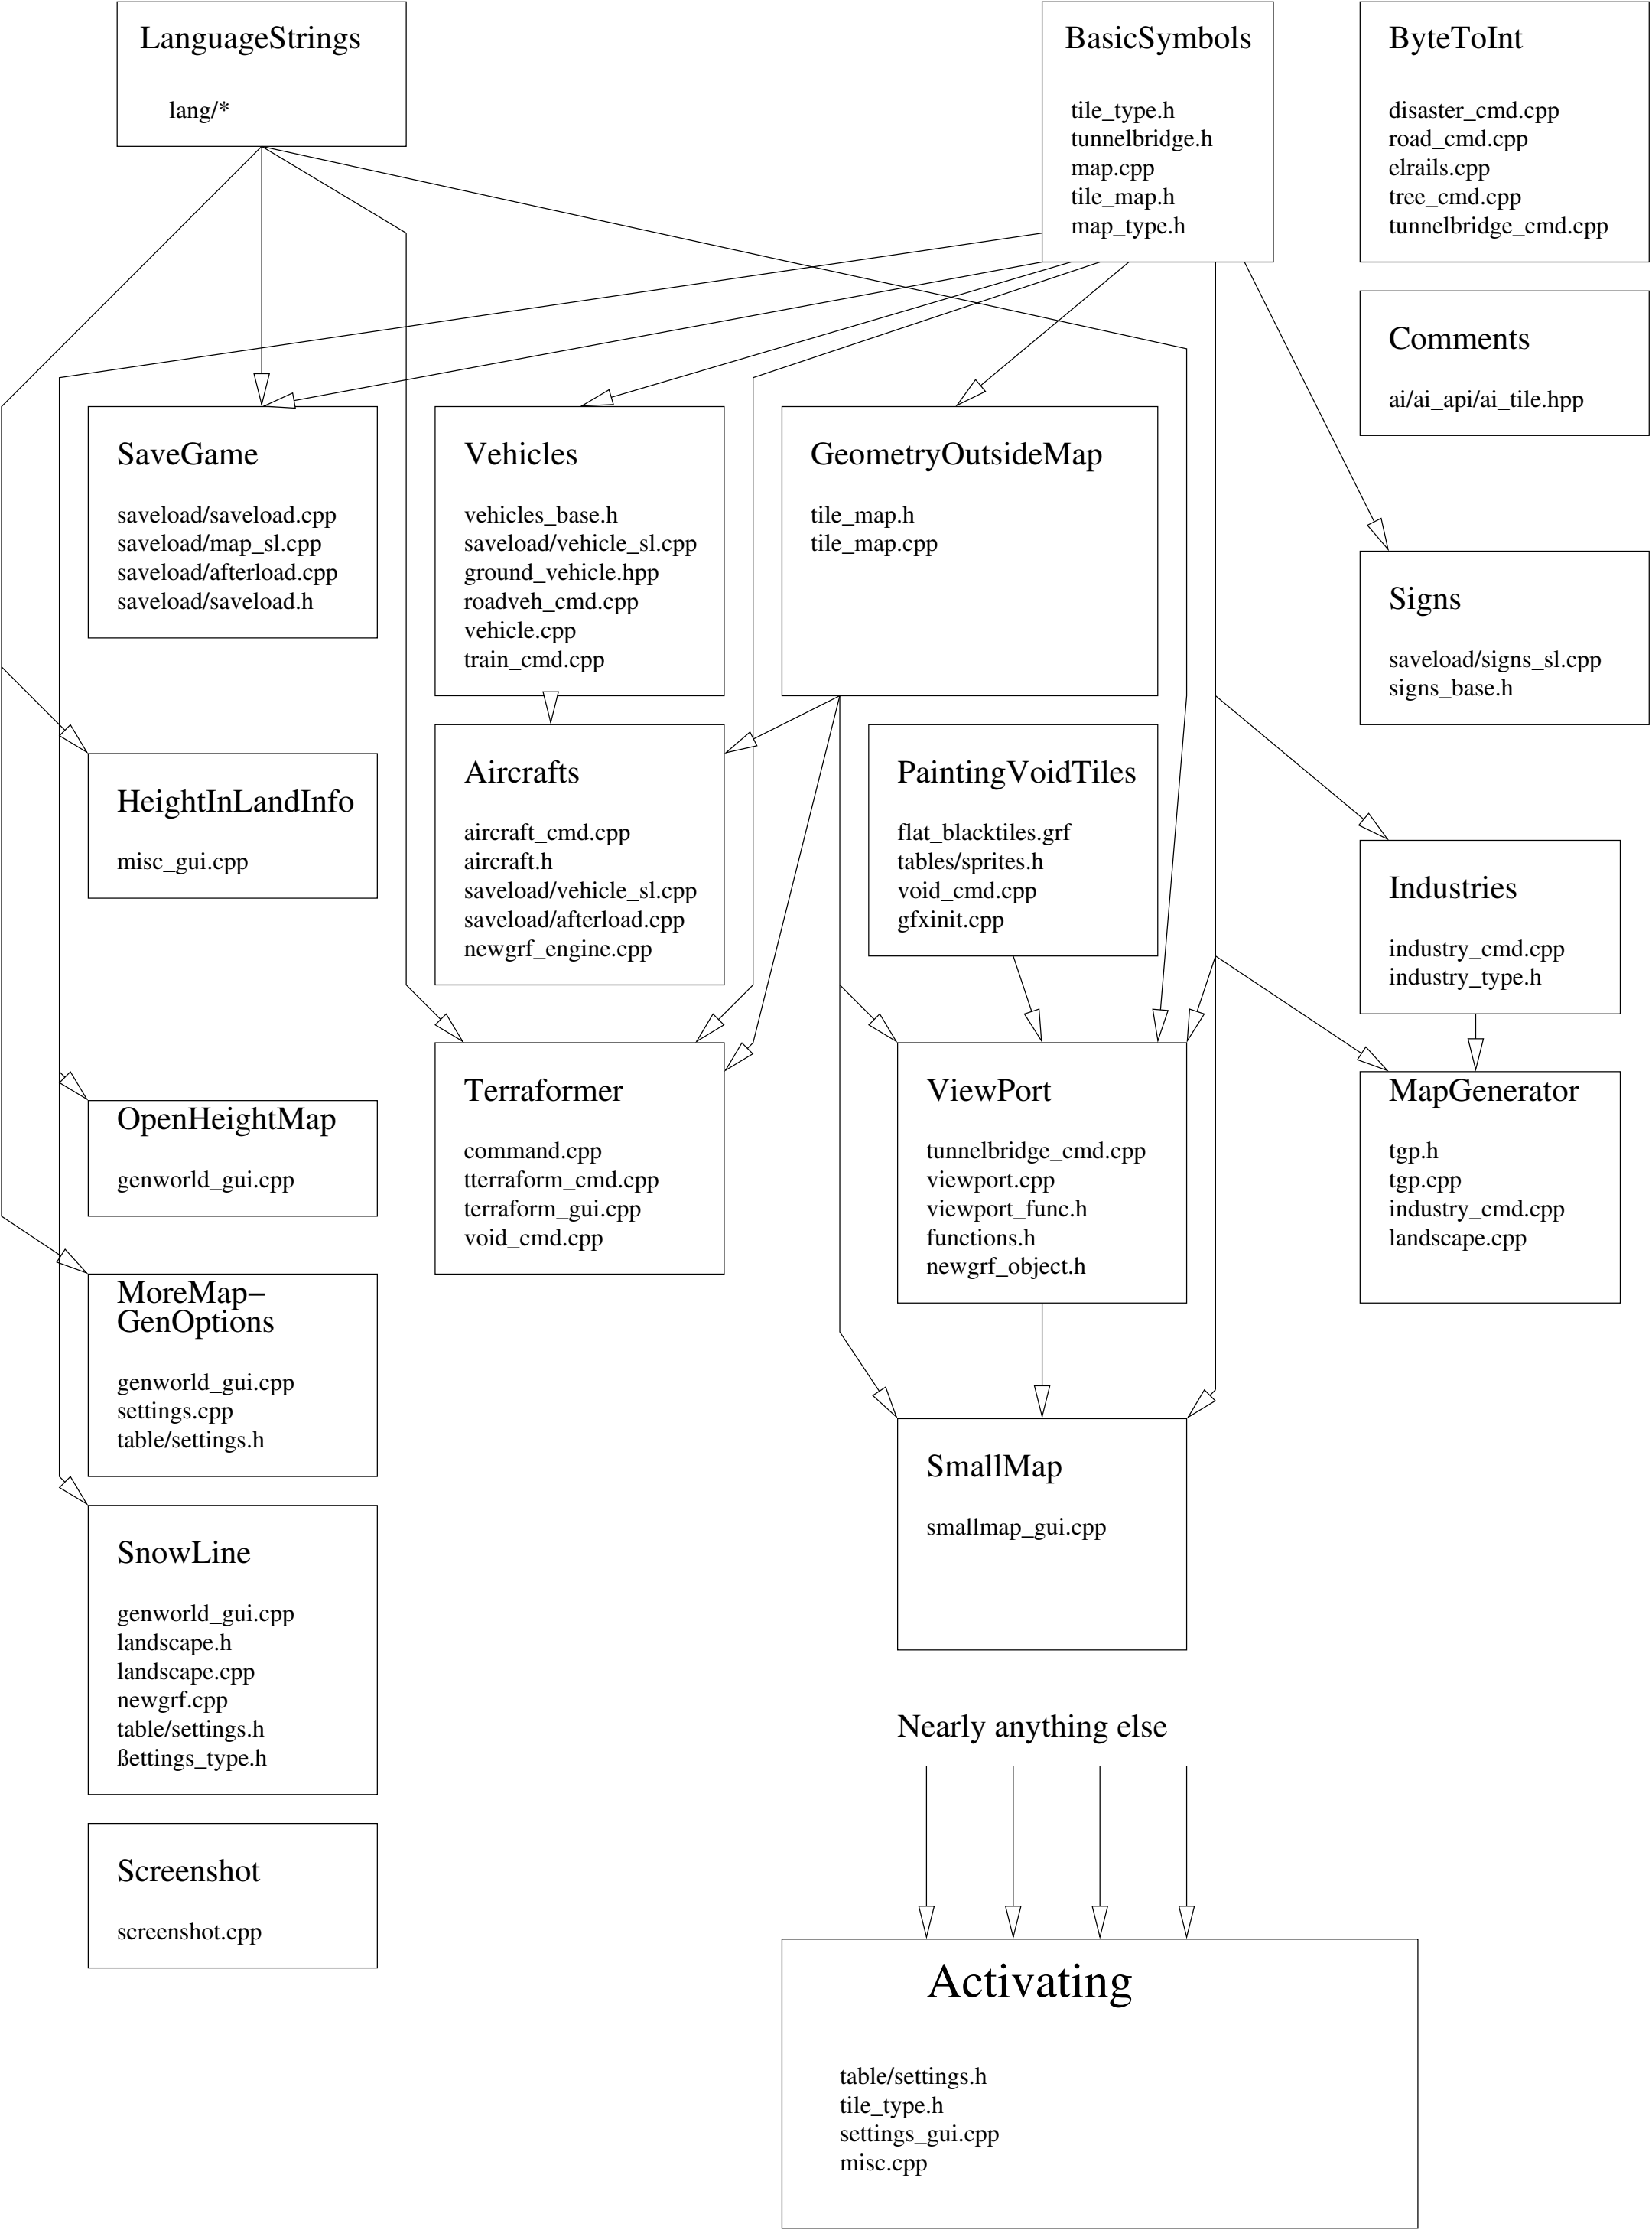 LanguageStrings
lang/*
BasicSymbols
tile_type.h
tunnelbridge.h
map.cpp
tile_map.h
map_type.h
ByteToInt
disaster_cmd.cpp
road_cmd.cpp
elrails.cpp
tree_cmd.cpp
tunnelbridge_cmd.cpp
Comments
ai/ai_api/ai_tile.hpp
SaveGame
saveload/saveload.cpp
saveload/map_sl.cpp
saveload/afterload.cpp
saveload/saveload.h
Vehicles
vehicles_base.h
saveload/vehicle_sl.cpp
ground_vehicle.hpp
roadveh_cmd.cpp
vehicle.cpp
train_cmd.cpp
GeometryOutsideMap
tile_map.h
tile_map.cpp
Signs
saveload/signs_sl.cpp
signs_base.h
HeightInLandInfo
misc_gui.cpp
Aircrafts
aircraft_cmd.cpp
aircraft.h
saveload/vehicle_sl.cpp
saveload/afterload.cpp
newgrf_engine.cpp
PaintingVoidTiles
flat_blacktiles.grf
tables/sprites.h
void_cmd.cpp
gfxinit.cpp
Industries
industry_cmd.cpp
industry_type.h
OpenHeightMap
genworld_gui.cpp
Terraformer
command.cpp
tterraform_cmd.cpp
terraform_gui.cpp
void_cmd.cpp
ViewPort
tunnelbridge_cmd.cpp
viewport.cpp
viewport_func.h
functions.h
newgrf_object.h
MapGenerator
tgp.h
tgp.cpp
industry_cmd.cpp
landscape.cpp
MoreMap−
GenOptions
genworld_gui.cpp
settings.cpp
table/settings.h
SmallMap
smallmap_gui.cpp
SnowLine
genworld_gui.cpp
landscape.h
landscape.cpp
newgrf.cpp
table/settings.h
ßettings_type.h
Nearly anything else
Screenshot
screenshot.cpp
Activating
table/settings.h
tile_type.h
settings_gui.cpp
misc.cpp